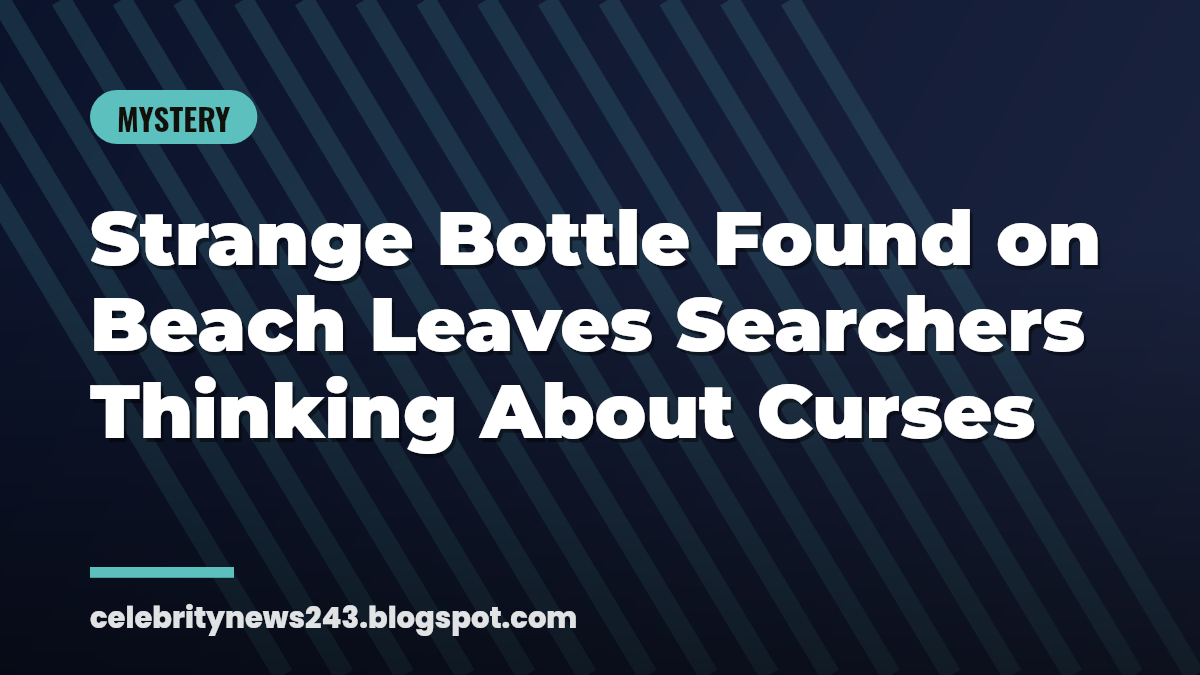 MYSTERY
Strange Bottle Found on
Beach Leaves Searchers
Thinking About Curses
celebritynews243.blogspot.com